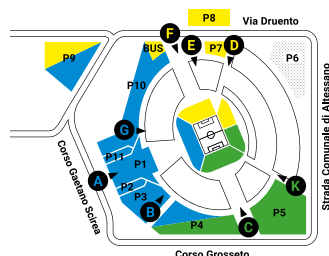 P8
Via Druento
F
E
D
BUS
P7
P6
P9
P10
Strada Comunale di Altessano
G
P11
P1
A
P2
K
P3
B
P5
C
P4
Corso Gaetano Scirea
Corso Grosseto